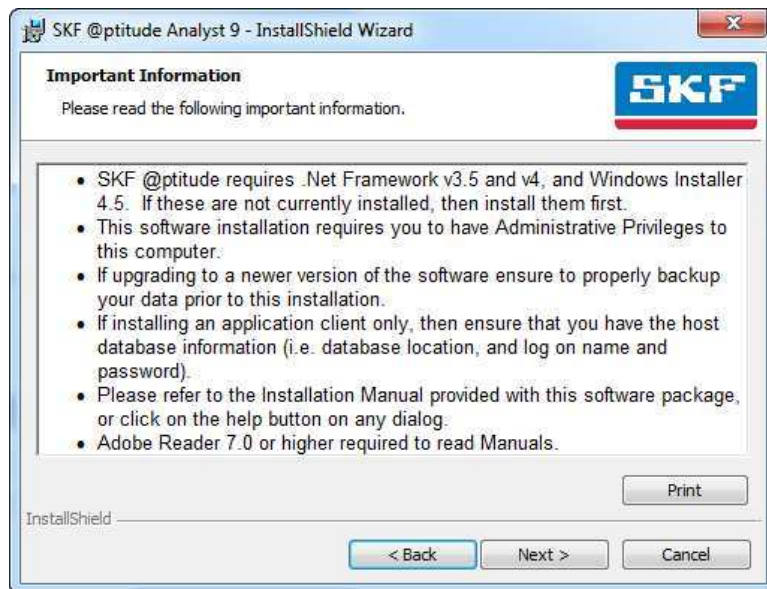 SKF @ptitude Analyst 9 - InstallShield Wizard
x
Important Information
Please read the following important information.
SKF
• SKF @ptitude requires .Net Framework v3.5 and v4, and Windows Installer
4.5.  If these are not currently installed, then install them first.
• This software installation requires you to have Administrative Privileges to
this computer.
• If upgrading to a newer version of the software ensure to properly backup
your data prior to this installation.
• If installing an application client only, then ensure that you have the host
database information (i.e. database location, and log on name and
password).
• Please refer to the Installation Manual provided with this software package,
or click on the help button on any dialog.
• Adobe Reader 7.0 or higher required to read Manuals.
Print
InstallShield
< Back
Next >
Cancel